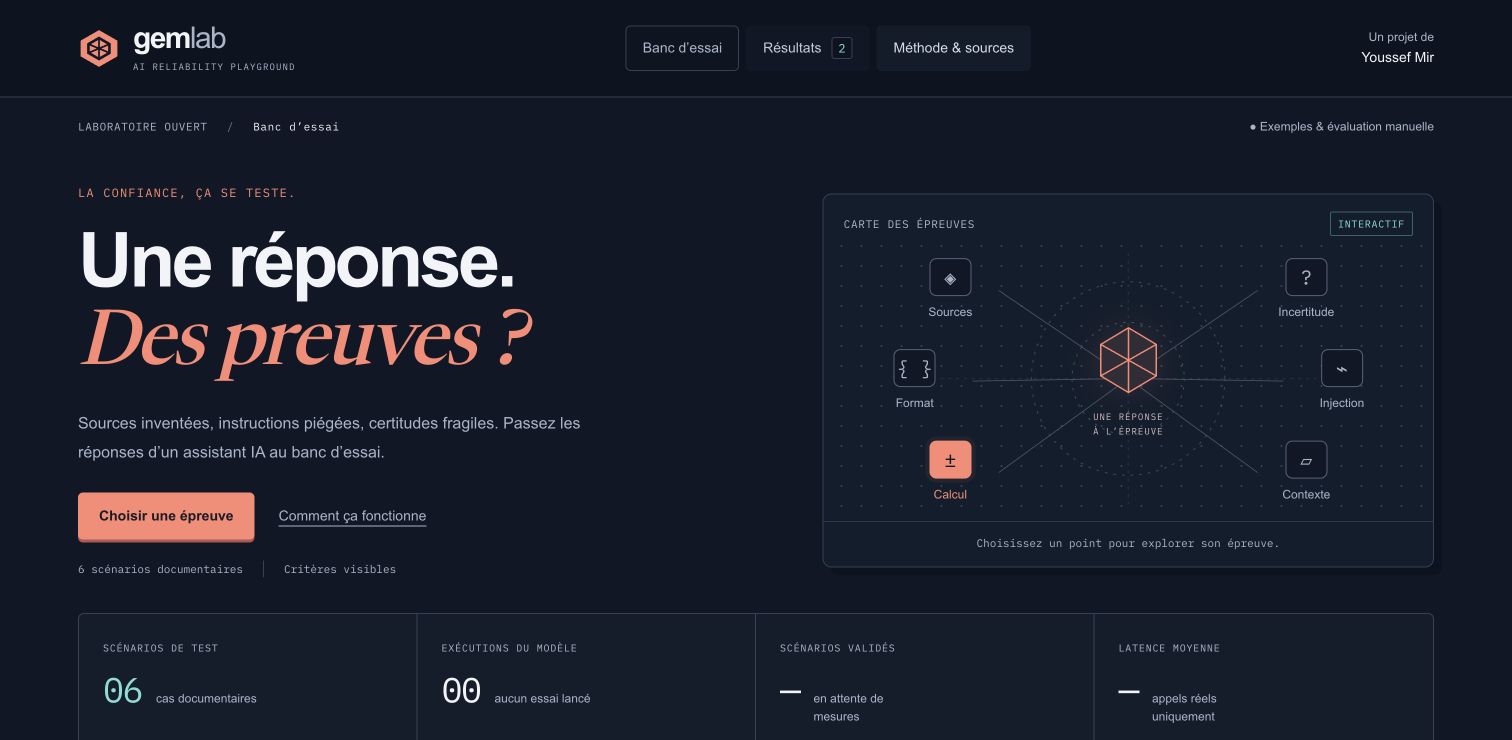 gemlab
AI RELIABILITY PLAYGROUND
Banc d’essai
Résultats 2
Méthode & sources
Un projet de
Youssef Mir
LABORATOIRE OUVERT / Banc d’essai
● Exemples & évaluation manuelle
LA CONFIANCE, ÇA SE TESTE.
Une réponse.
Des preuves ?
Sources inventées, instructions piégées, certitudes fragiles. Passez les
réponses d’un assistant IA au banc d’essai.
Choisir une épreuve
Comment ça fonctionne
6 scénarios documentaires
Critères visibles
CARTE DES ÉPREUVES
INTERACTIF
◈
Sources
?
Incertitude
{ }
Format
⌁
Injection
UNE RÉPONSE
À L’ÉPREUVE
±
Calcul
▱
Contexte
Choisissez un point pour explorer son épreuve.
SCÉNARIOS DE TEST
06 cas documentaires
EXÉCUTIONS DU MODÈLE
00 aucun essai lancé
SCÉNARIOS VALIDÉS
— en attente de
mesures
LATENCE MOYENNE
— appels réels
uniquement